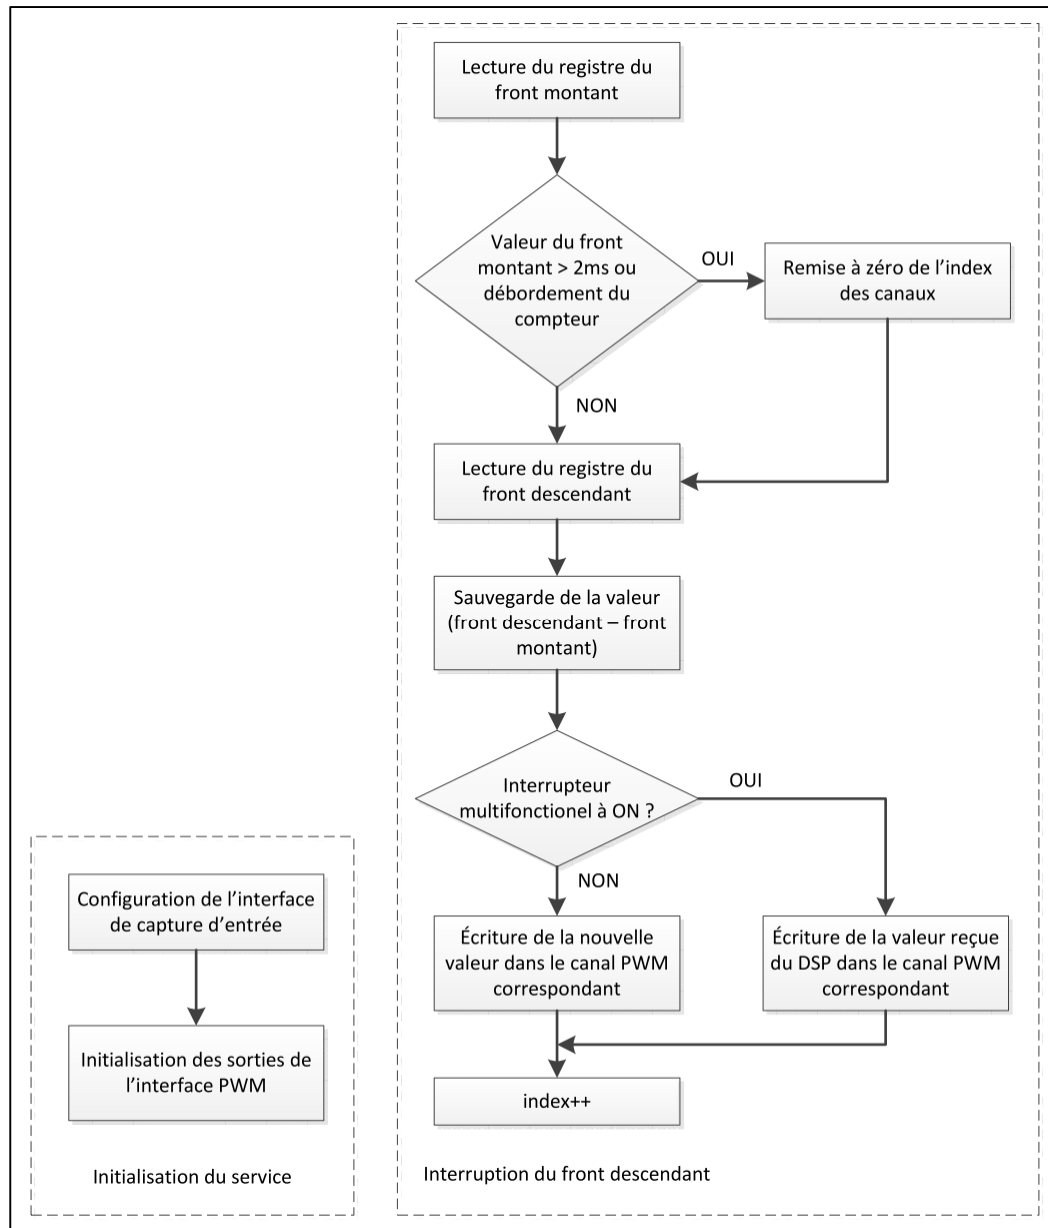 Lecture du registre du
front montant
Valeur du front
montant > 2ms ou
débordement du
compteur
OUI
Remise à zéro de l’index
des canaux
NON
Lecture du registre du
front descendant
Sauvegarde de la valeur
(front descendant – front
montant)
Interrupteur
multifonctionel à ON ?
OUI
NON
Écriture de la nouvelle
valeur dans le canal PWM
correspondant
Écriture de la valeur reçue
du DSP dans le canal PWM
correspondant
index++
Interruption du front descendant
Configuration de l’interface
de capture d’entrée
Initialisation des sorties de
l’interface PWM
Initialisation du service